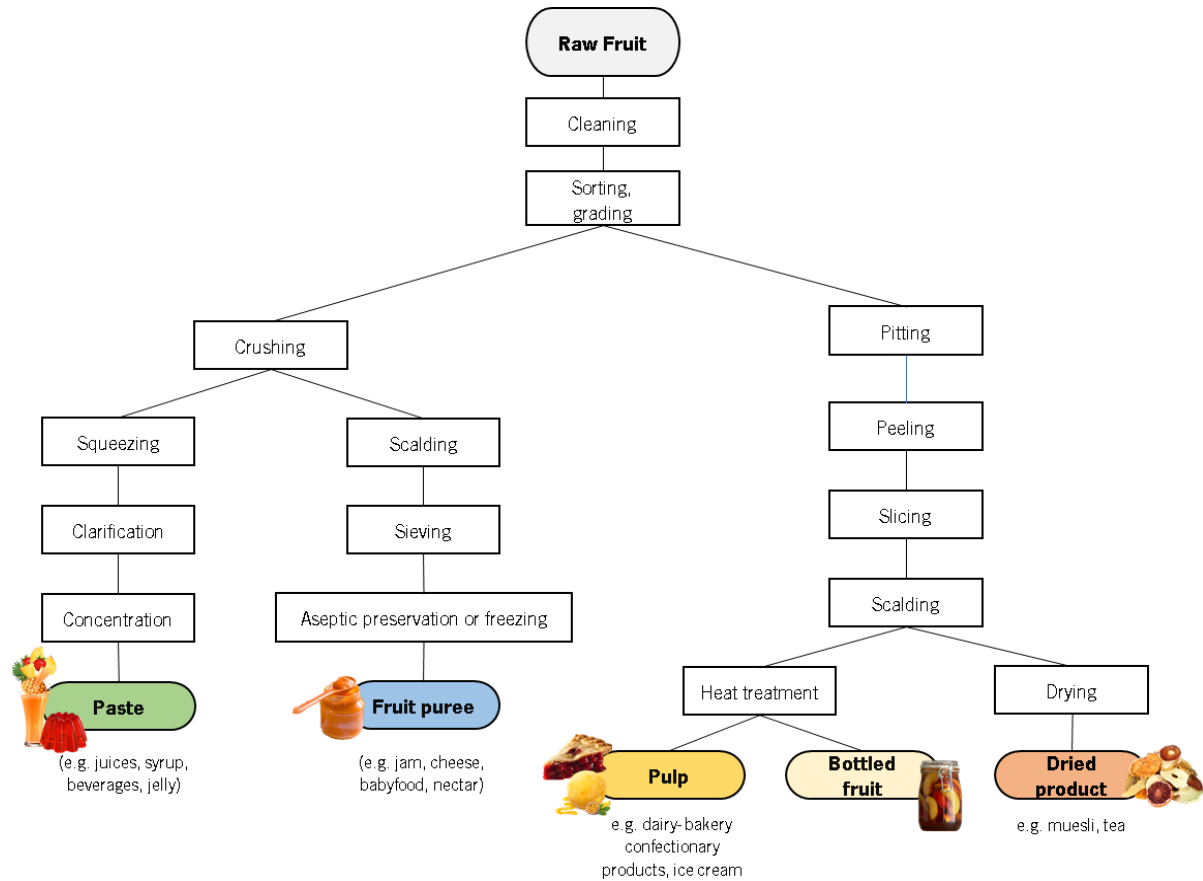 Raw Fruit
Cleaning
Sorting,
grading
Crushing
Pitting
Squeezing
Scalding
Peeling
Clarification
Sieving
Slicing
Concentration
Aseptic preservation or freezing
Scalding
Paste
Fruit puree
Heat treatment
Drying
(e.g. juices, syrup,
beverages, jelly)
(e.g. jam, cheese,
babyfood, nectar)
Pulp
Bottled
fruit
Dried
product
e.g. dairy-bakery
confectionary
products, ice cream
e.g. muesli, tea